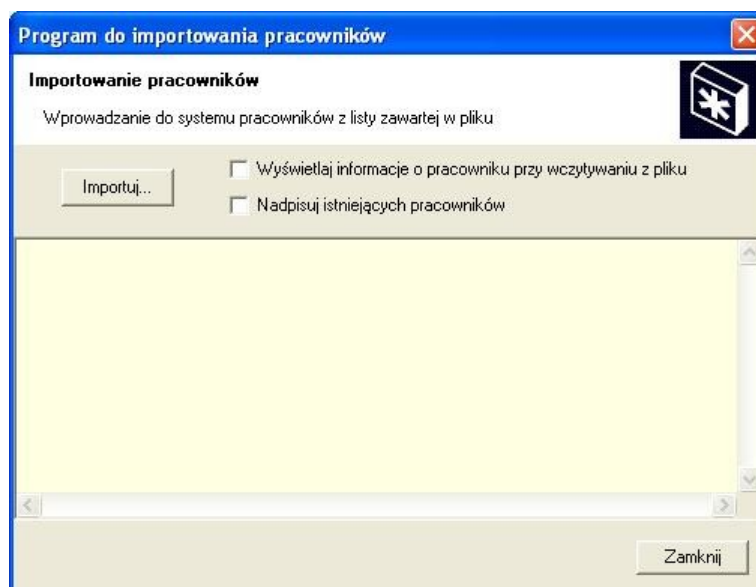 Program do importowania pracowników
Importowanie pracowników
Wprowadzanie do systemu pracowników z listy zawartej w pliku
Importuj...
Wyświetlaj informacje o pracowniku przy wczytywaniu z pliku
Nadpisuj istniejących pracowników
Zamknij